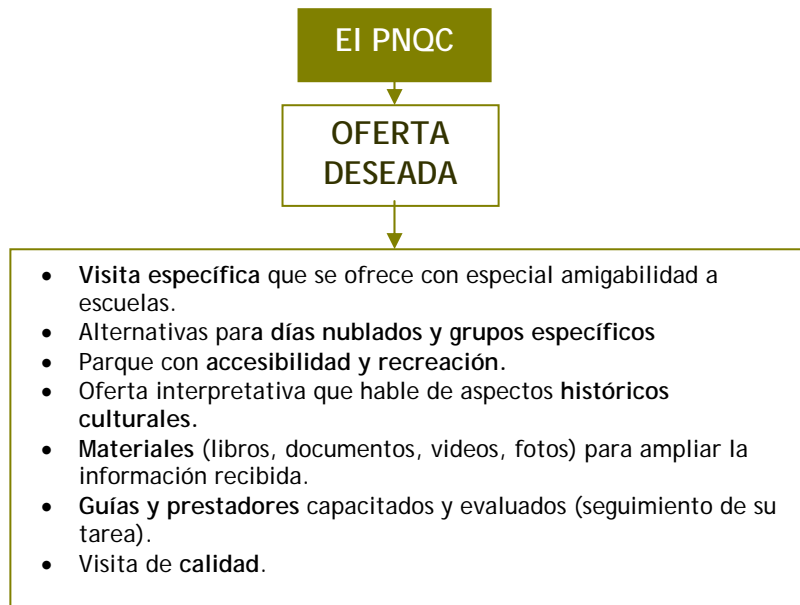 El PNQC
OFERTA
DESEADA
• Visita específica que se ofrece con especial amigabilidad a
escuelas.
• Alternativas para días nublados y grupos específicos
• Parque con accesibilidad y recreación.
• Oferta interpretativa que hable de aspectos históricos
culturales.
• Materiales (libros, documentos, videos, fotos) para ampliar la
información recibida.
• Guías y prestadores capacitados y evaluados (seguimiento de su
tarea).
• Visita de calidad.